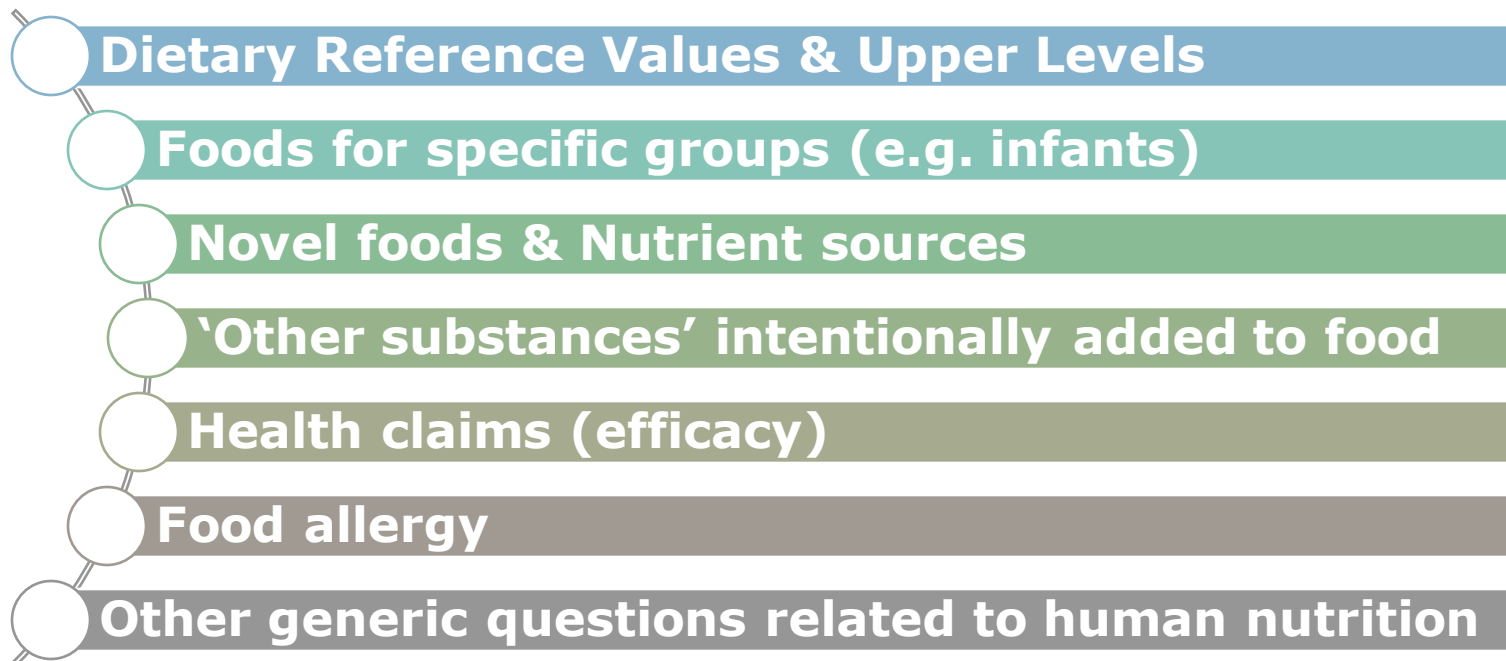 Dietary Reference Values & Upper Levels
Foods for specific groups (e.g. infants)
Novel foods & Nutrient sources
‘Other substances’ intentionally added to food
Health claims (efficacy)
Food allergy
Other generic questions related to human nutrition